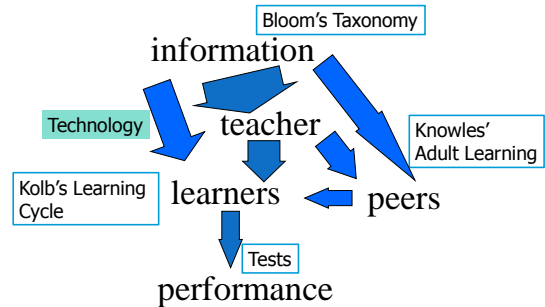 Bloom's Taxonomy
information
Technology
teacher
Knowles'
Adult Learning
Kolb's Learning
Cycle
learners
peers
Tests
performance